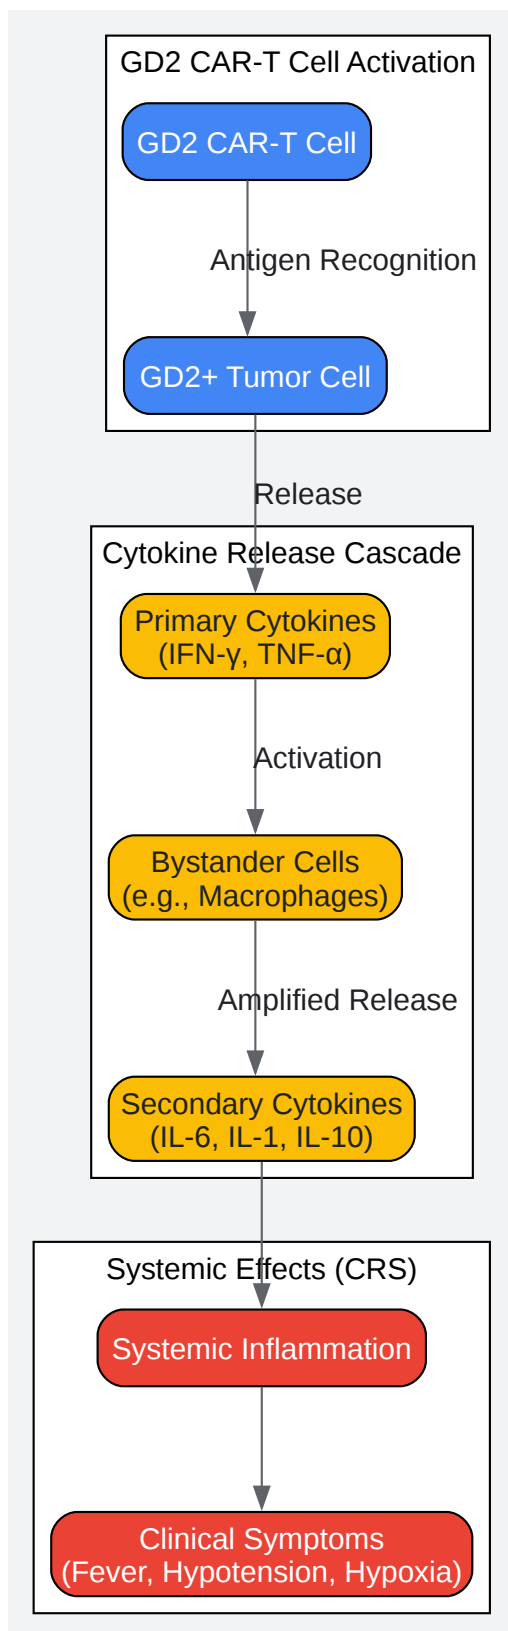 GD2 CAR-T Cell Activation
GD2 CAR-T Cell
Antigen Recognition
GD2+ Tumor Cell
Release
Cytokine Release Cascade
Primary Cytokines
(IFN-γ, TNF-α)
Activation
Bystander Cells
(e.g., Macrophages)
Amplified Release
Secondary Cytokines
(IL-6, IL-1, IL-10)
Systemic Effects (CRS)
Systemic Inflammation
Clinical Symptoms
(Fever, Hypotension, Hypoxia)